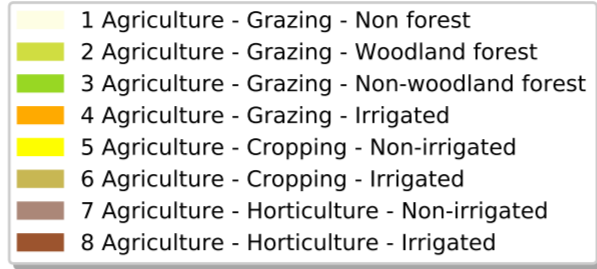 1 Agriculture - Grazing - Non forest
2 Agriculture - Grazing - Woodland forest
3 Agriculture - Grazing - Non-woodland forest
4 Agriculture - Grazing - Irrigated
5 Agriculture - Cropping - Non-irrigated
6 Agriculture - Cropping - Irrigated
7 Agriculture - Horticulture - Non-irrigated
8 Agriculture - Horticulture - Irrigated